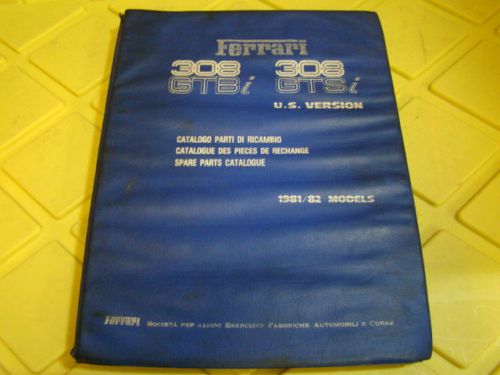 Ferrari
308 308
GTBi GTSi
U.S. VERSION
CATALOGO PARTI DI RICAMBIO
CATALOGUE DES PIECES DE RECHANGE
SPARE PARTS CATALOGUE
1981/82 MODELS
Ferrari SOCIETÀ PER AZIONI ESERCIZIO FABBRICHE AUTOMOBILI E CORSE